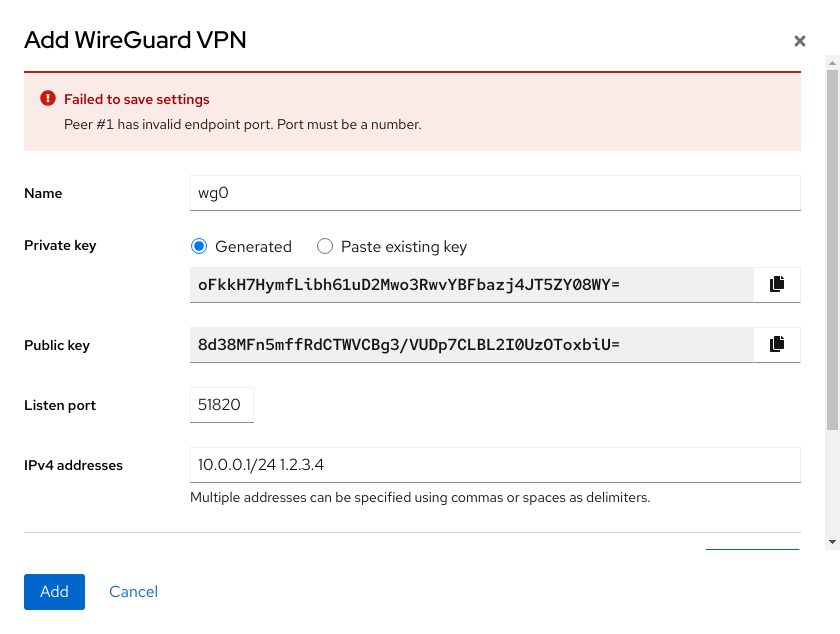 Add WireGuard VPN
Failed to save settings
Peer #1 has invalid endpoint port. Port must be a number.
Name
wg0
Private key
Generated
Paste existing key
oFkkH7HymfLibh61uD2Mwo3RwvYBFbazj4JT5ZY08WY=
Public key
8d38MFn5mffRdCTWVCBg3/VUDp7CLBL2I0UzOToxbiU=
Listen port
51820
IPv4 addresses
10.0.0.1/24 1.2.3.4
Multiple addresses can be specified using commas or spaces as delimiters.
Add
Cancel